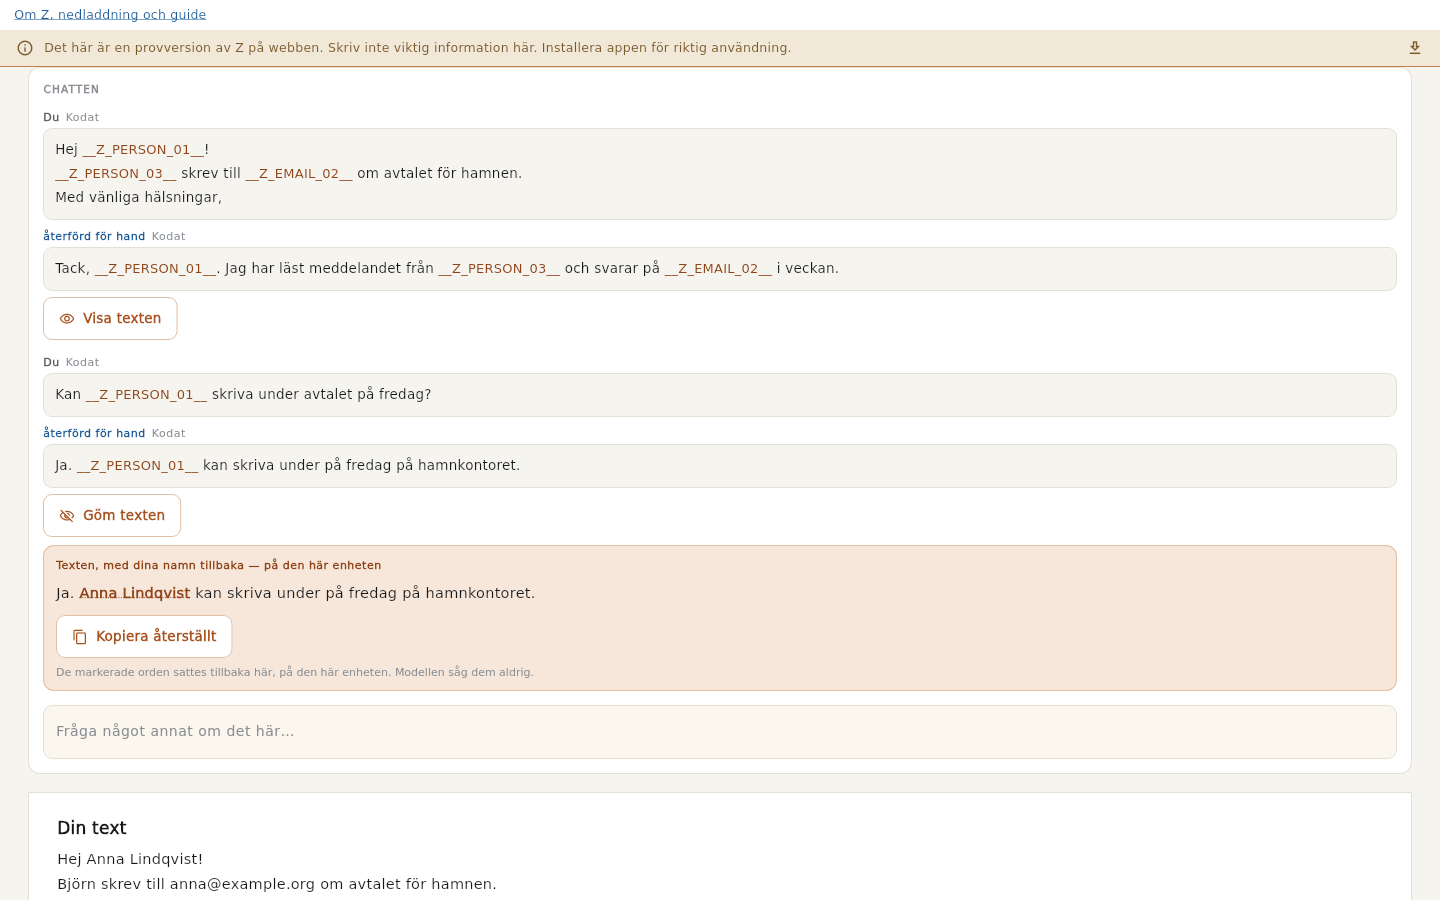 Om Z, nedladdning och guide
Det här är en provversion av Z på webben. Skriv inte viktig information här. Installera appen för riktig användning.
CHATTEN
Du Kodat
Hej __Z_PERSON_01__!
__Z_PERSON_03__ skrev till __Z_EMAIL_02__ om avtalet för hamnen.
Med vänliga hälsningar,
återförd för hand Kodat
Tack, __Z_PERSON_01__. Jag har läst meddelandet från __Z_PERSON_03__ och svarar på __Z_EMAIL_02__ i veckan.
Visa texten
Du Kodat
Kan __Z_PERSON_01__ skriva under avtalet på fredag?
återförd för hand Kodat
Ja. __Z_PERSON_01__ kan skriva under på fredag på hamnkontoret.
Göm texten
Texten, med dina namn tillbaka — på den här enheten
Ja. Anna Lindqvist kan skriva under på fredag på hamnkontoret.
Kopiera återställt
De markerade orden sattes tillbaka här, på den här enheten. Modellen såg dem aldrig.
Fråga något annat om det här…
Din text
Hej Anna Lindqvist!
Björn skrev till anna@example.org om avtalet för hamnen.